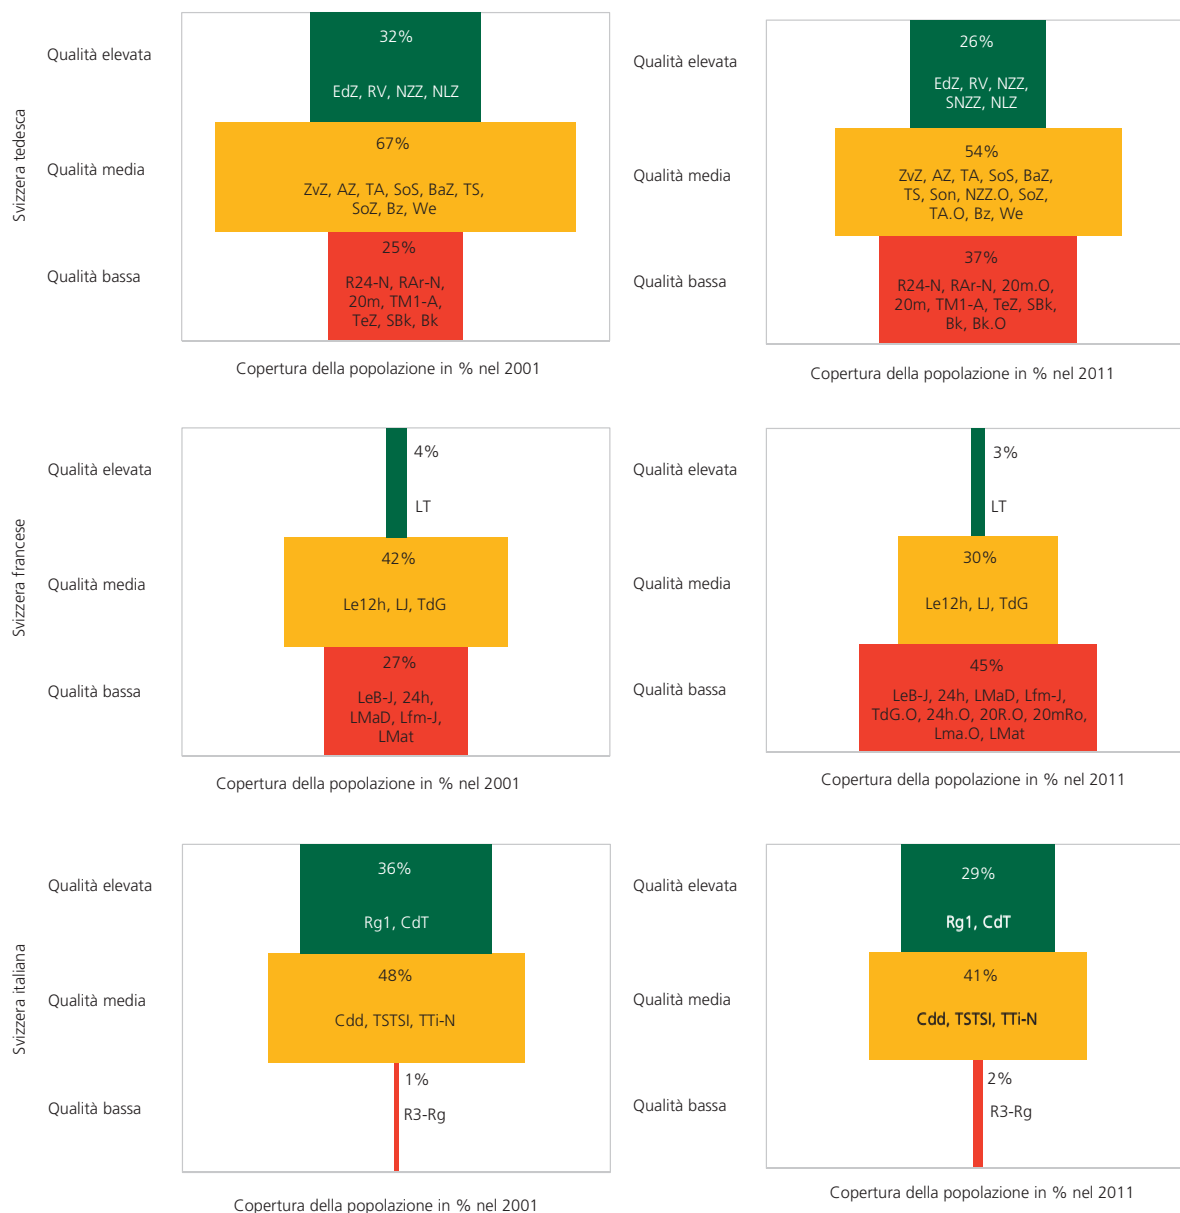 Svizzera tedesca
Qualità elevata
32%
EdZ, RV, NZZ, NLZ
Qualità media
67%
ZvZ, AZ, TA, SoS, BaZ, TS,
SoZ, Bz, We
Qualità bassa
25%
R24-N, RAr-N,
20m, TM1-A,
TeZ, SBk, Bk
Copertura della popolazione in % nel 2001
Qualità elevata
26%
EdZ, RV, NZZ,
SNZZ, NLZ
Qualità media
54%
ZvZ, AZ, TA, SoS, BaZ,
TS, Son, NZZ.O, SoZ,
TA.O, Bz, We
Qualità bassa
37%
R24-N, RAr-N, 20m.O,
20m, TM1-A, TeZ, SBk,
Bk, Bk.O
Copertura della popolazione in % nel 2011
Svizzera francese
Qualità elevata
4%
LT
Qualità media
42%
Le12h, LJ, TdG
Qualità bassa
27%
LeB-J, 24h,
LMaD, Lfm-J,
LMat
Copertura della popolazione in % nel 2001
Qualità elevata
3%
LT
Qualità media
30%
Le12h, LJ, TdG
Qualità bassa
45%
LeB-J, 24h, LMaD, Lfm-J,
TdG.O, 24h.O, 20R.O, 20mRo,
Lma.O, LMat
Copertura della popolazione in % nel 2011
Svizzera italiana
Qualità elevata
36%
Rg1, CdT
Qualità media
48%
Cdd, TSTSI, TTi-N
Qualità bassa
1%
R3-Rg
Copertura della popolazione in % nel 2001
Qualità elevata
29%
Rg1, CdT
Qualità media
41%
Cdd, TSTSI, TTi-N
Qualità bassa
2%
R3-Rg
Copertura della popolazione in % nel 2011